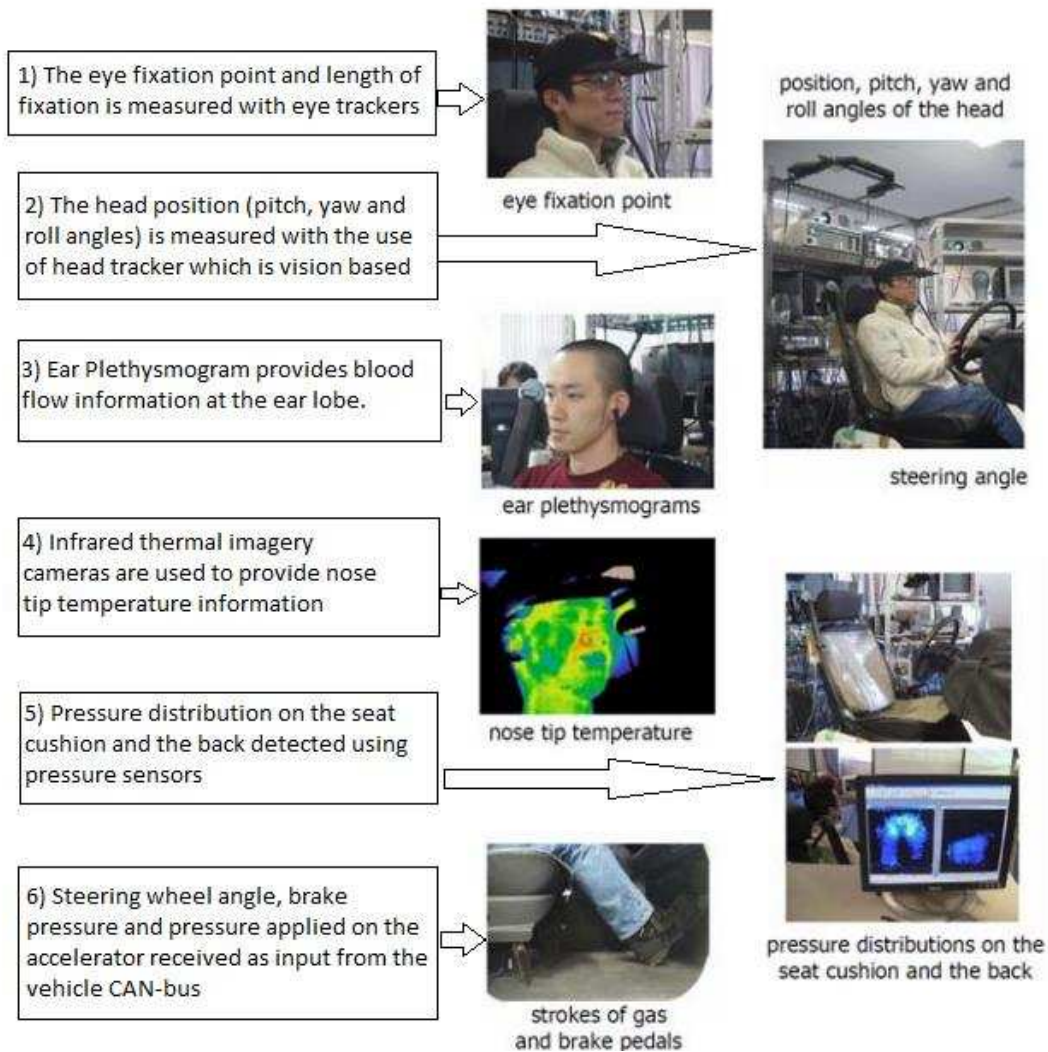 1) The eye fixation point and length of
fixation is measured with eye trackers
eye fixation point
position, pitch, yaw and
roll angles of the head
2) The head position (pitch, yaw and
roll angles) is measured with the use
of head tracker which is vision based
steering angle
3) Ear Plethysmogram provides blood
flow information at the ear lobe.
ear plethysmograms
4) Infrared thermal imagery
cameras are used to provide nose
tip temperature information
nose tip temperature
5) Pressure distribution on the seat
cushion and the back detected using
pressure sensors
pressure distributions on the
seat cushion and the back
6) Steering wheel angle, brake
pressure and pressure applied on the
accelerator received as input from the
vehicle CAN-bus
strokes of gas
and brake pedals